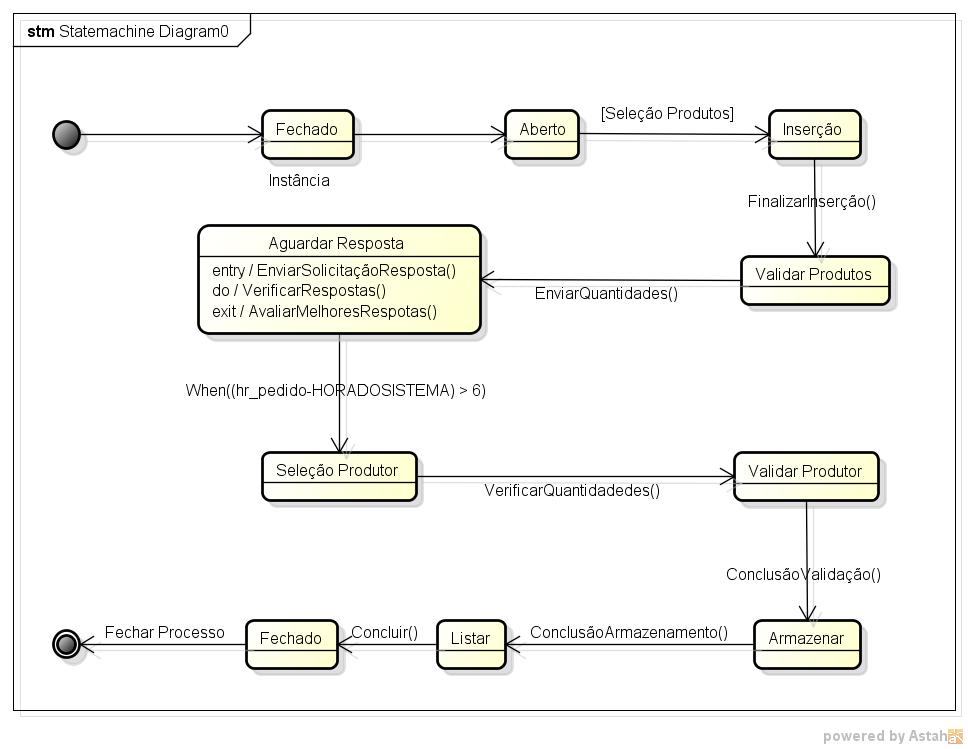 stm Statemachine Diagram0
Fechado
Aberto
[Seleção Produtos]
Inserção
Instância
FinalizarInserção()
Aguardar Resposta
entry / EnviarSolicitaçãoResposta()
do / VerificarRespostas()
exit / AvaliarMelhoresRespotas()
EnviarQuantidades()
Validar Produtos
When((hr_pedido-HORADOSISTEMA) > 6)
Seleção Produtor
VerificarQuantidadedes()
Validar Produtor
ConclusãoValidação()
Fechar Processo
Fechado
Concluir()
Listar
ConclusãoArmazenamento()
Armazenar
powered by Astah